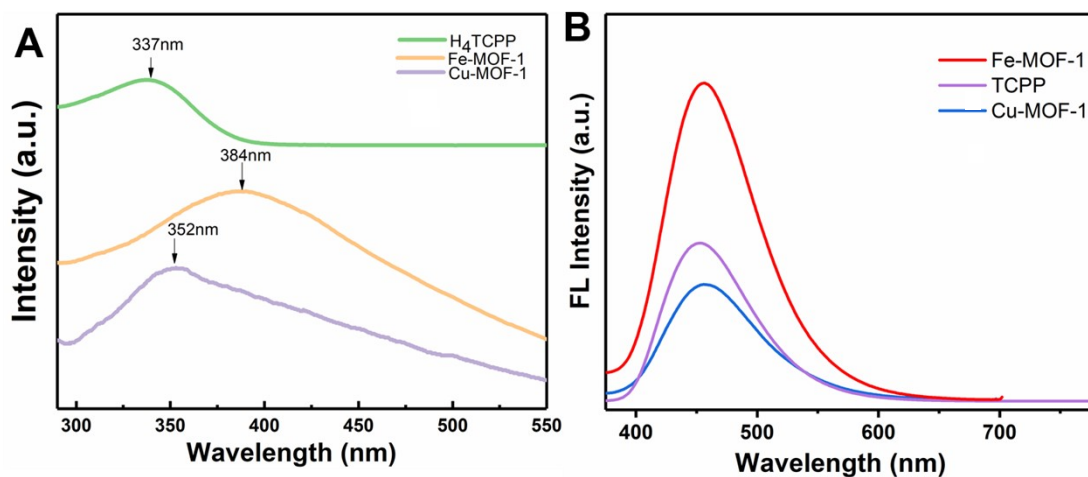 A
337nm
H₄TCPP
Fe-MOF-1
Cu-MOF-1
384nm
352nm
Intensity (a.u.)
300 350 400 450 500 550
Wavelength (nm)
B
Fe-MOF-1
TCPP
Cu-MOF-1
FL Intensity (a.u.)
400 500 600 700
Wavelength (nm)